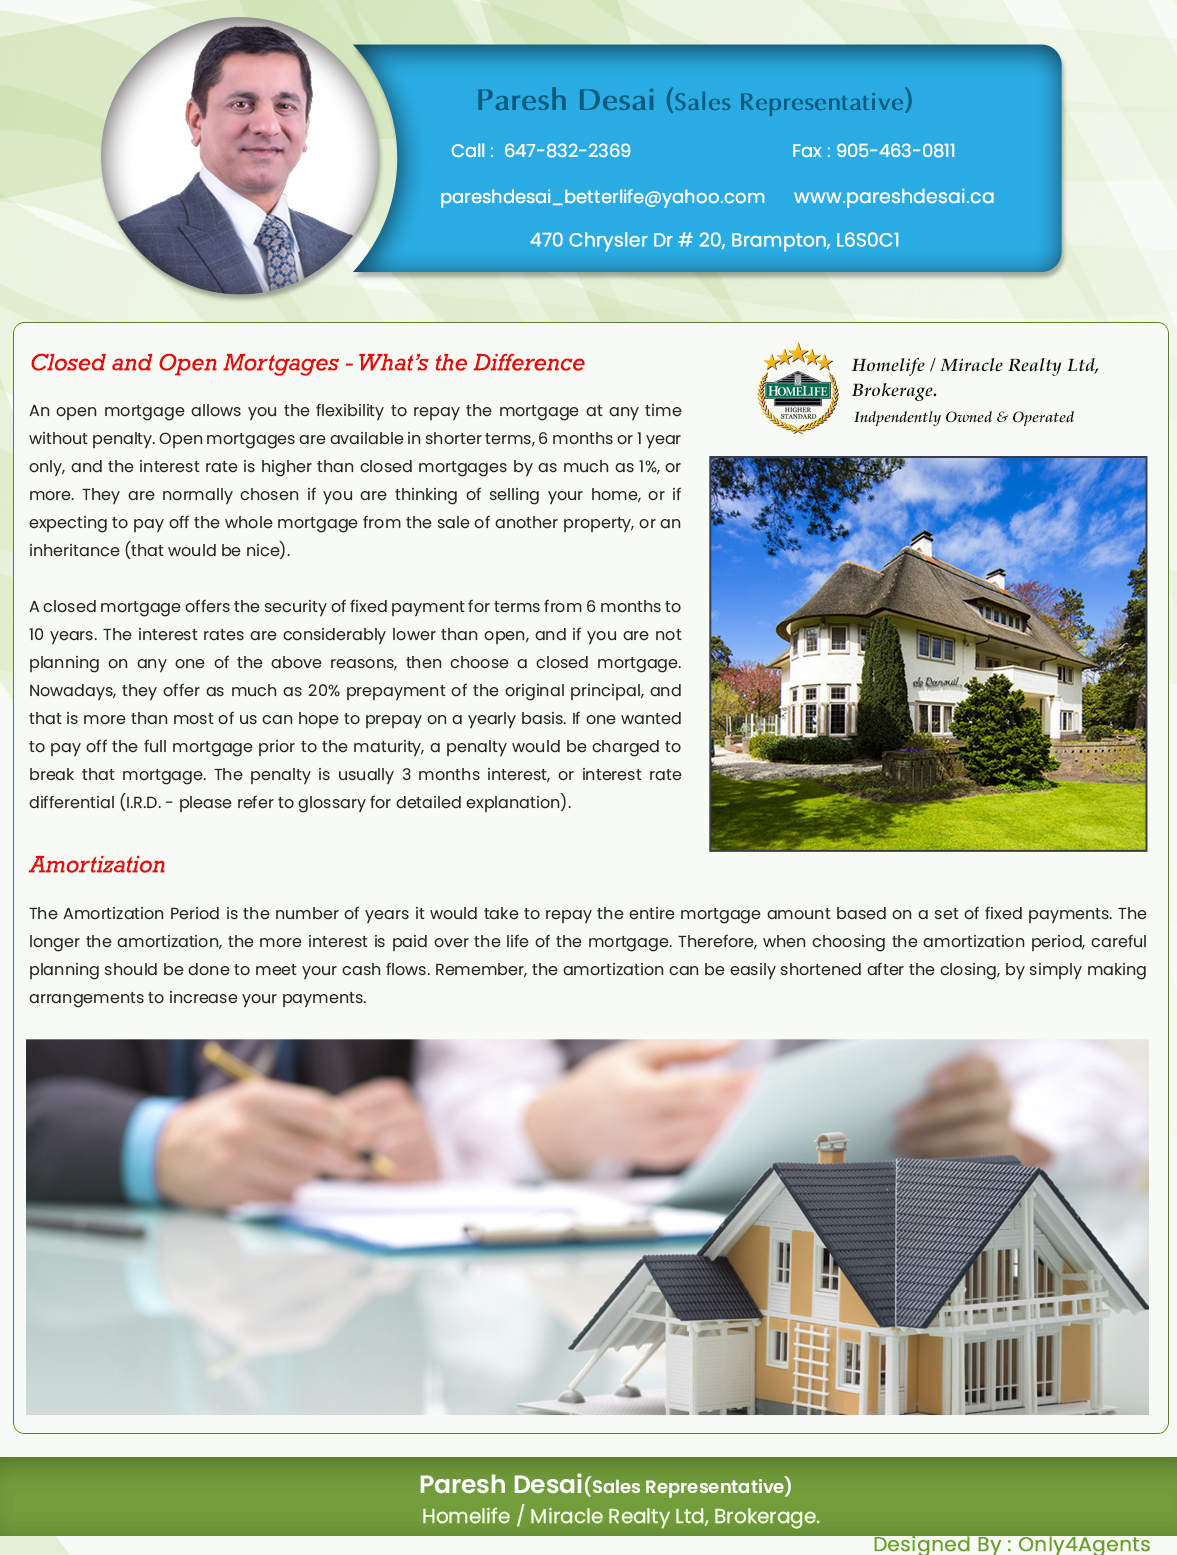 Paresh Desai (Sales Representative)
Call : 647-832-2369
Fax : 905-463-0811
pareshdesai_betterlife@yahoo.com
www.pareshdesai.ca
470 Chrysler Dr # 20, Brampton, L6S0C1
Closed and Open Mortgages - What's the Difference
An open mortgage allows you the flexibility to repay the mortgage at any time
without penalty. Open mortgages are available in shorter terms, 6 months or 1 year
only, and the interest rate is higher than closed mortgages by as much as 1%, or
more. They are normally chosen if you are thinking of selling your home, or if
expecting to pay off the whole mortgage from the sale of another property, or an
inheritance (that would be nice).
A closed mortgage offers the security of fixed payment for terms from 6 months to
10 years. The interest rates are considerably lower than open, and if you are not
planning on any one of the above reasons, then choose a closed mortgage.
Nowadays, they offer as much as 20% prepayment of the original principal, and
that is more than most of us can hope to prepay on a yearly basis. If one wanted
to pay off the full mortgage prior to the maturity, a penalty would be charged to
break that mortgage. The penalty is usually 3 months interest, or interest rate
differential (I.R.D. - please refer to glossary for detailed explanation).
HOMELIFE
HIGHER
STANDARD
Homelife / Miracle Realty Ltd,
Brokerage.
Indpendently Owned & Operated
Amortization
The Amortization Period is the number of years it would take to repay the entire mortgage amount based on a set of fixed payments. The
longer the amortization, the more interest is paid over the life of the mortgage. Therefore, when choosing the amortization period, careful
planning should be done to meet your cash flows. Remember, the amortization can be easily shortened after the closing, by simply making
arrangements to increase your payments.
Paresh Desai(Sales Representative)
Homelife / Miracle Realty Ltd, Brokerage.
Designed By : Only4Agents